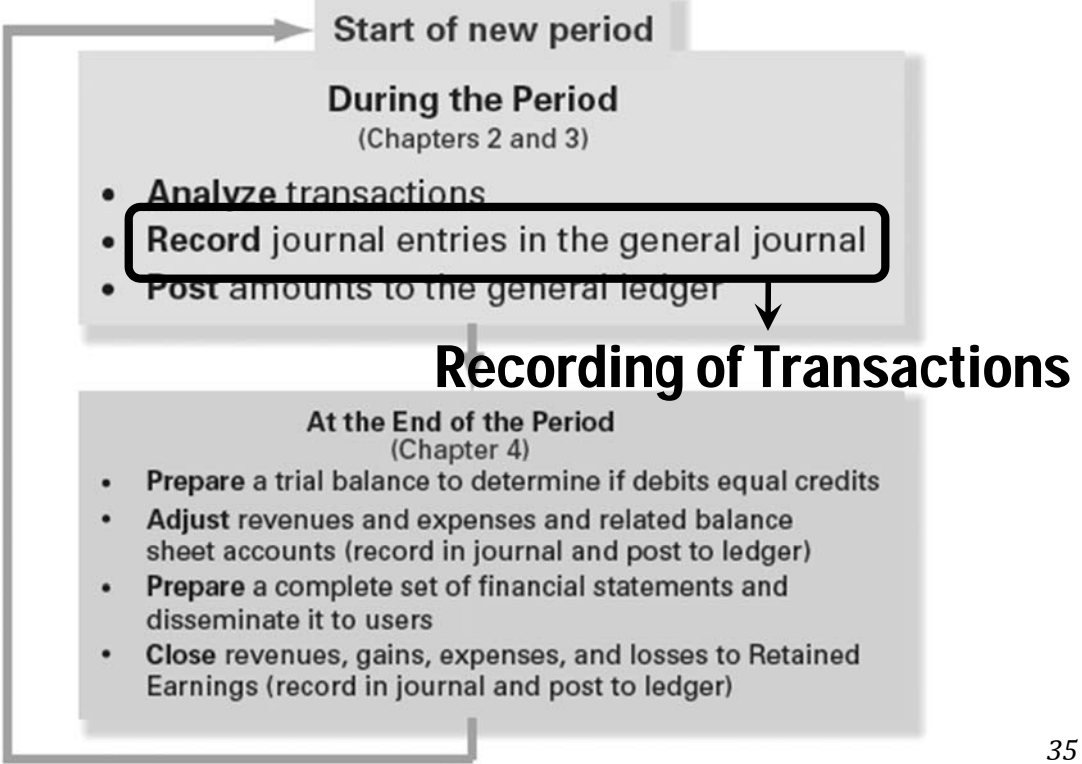 Start of new period
During the Period
(Chapters 2 and 3)
• Analyze transactions
• Record journal entries in the general journal
• Post amounts to the general ledger
Recording of Transactions
At the End of the Period
(Chapter 4)
• Prepare a trial balance to determine if debits equal credits
• Adjust revenues and expenses and related balance
sheet accounts (record in journal and post to ledger)
• Prepare a complete set of financial statements and
disseminate it to users
• Close revenues, gains, expenses, and losses to Retained
Earnings (record in journal and post to ledger)
35